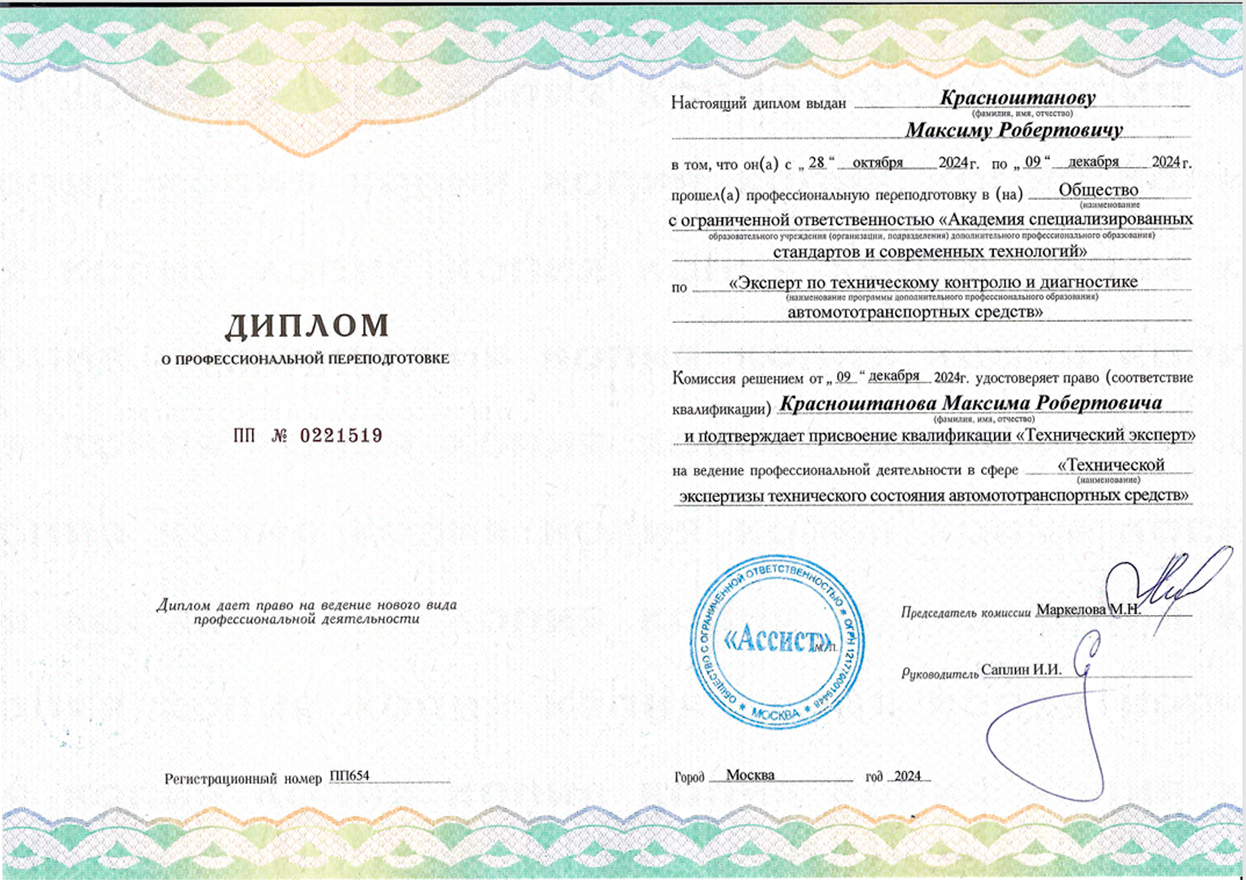 ДИПЛОМ
О ПРОФЕССИОНАЛЬНОЙ ПЕРЕПОДГОТОВКЕ
ПП № 0221519
Диплом дает право на ведение нового вида
профессиональной деятельности
Регистрационный номер ПП654
Настоящий диплом выдан Красноштанову
(фамилия, имя, отчество)
Максиму Робертовичу
в том, что он(а) с „ 28 “ октября 2024 г. по „ 09 “ декабря 2024 г.
прошел(а) профессиональную переподготовку в (на) Общество
(наименование
с ограниченной ответственностью «Академия специализированных
образовательного учреждения (организации, подразделения) дополнительного профессионального образования)
стандартов и современных технологий»
по «Эксперт по техническому контролю и диагностике
(наименование программы дополнительного профессионального образования)
автомототранспортных средств»
Комиссия решением от „ 09 “ декабря 2024г. удостоверяет право (соответствие
квалификации) Красноштанова Максима Робертовича
(фамилия, имя, отчество)
и подтверждает присвоение квалификации «Технический эксперт»
на ведение профессиональной деятельности в сфере «Технической
(наименование)
экспертизы технического состояния автомототранспортных средств»
ОБЩЕСТВО С ОГРАНИЧЕННОЙ ОТВЕТСТВЕННОСТЬЮ * ОГРН 1217700015448 * МОСКВА *
«Ассист»
М.П.
Председатель комиссии Маркелова М.Н.
Руководитель Саплин И.И.
Город Москва год 2024